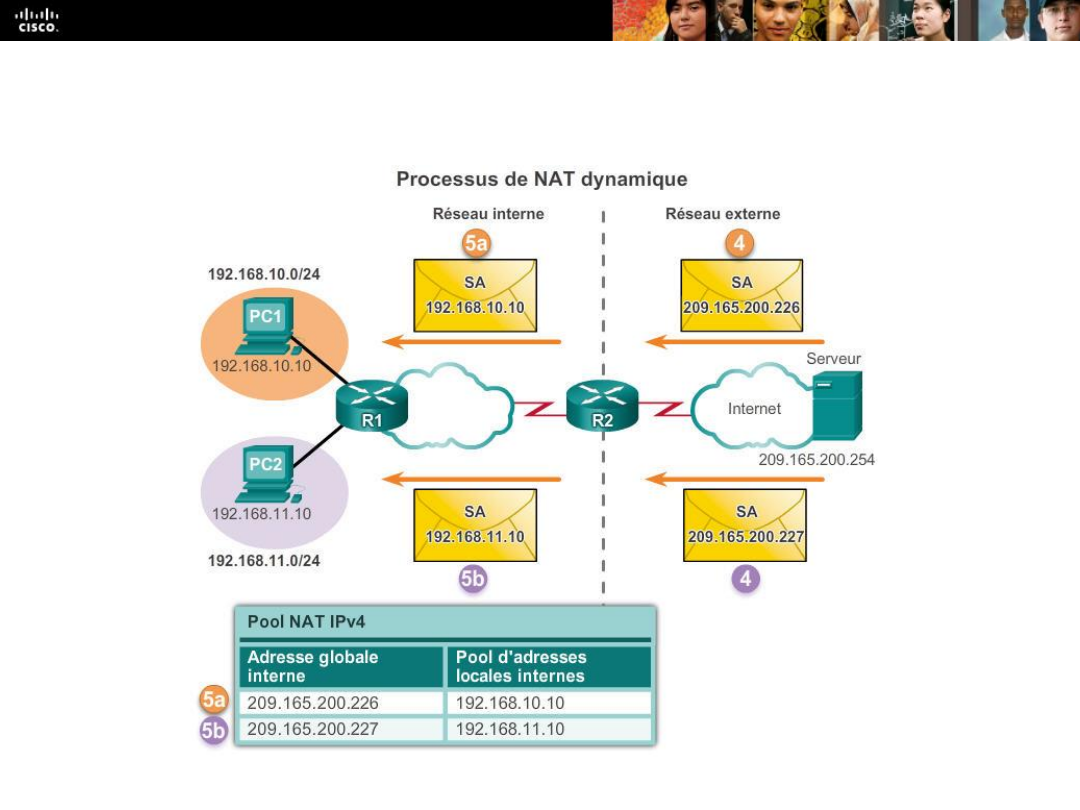 CISCO.
Processus de NAT dynamique
Réseau interne
Réseau externe
5a
4
192.168.10.0/24
SA
192.168.10.10
SA
209.165.200.226
PC1
192.168.10.10
Serveur
R1
R2
Internet
209.165.200.254
PC2
192.168.11.10
192.168.11.0/24
SA
192.168.11.10
SA
209.165.200.227
5b
4
Pool NAT IPv4
Adresse globale
interne
Pool d'adresses
locales internes
5a
209.165.200.226
192.168.10.10
5b
209.165.200.227
192.168.11.10